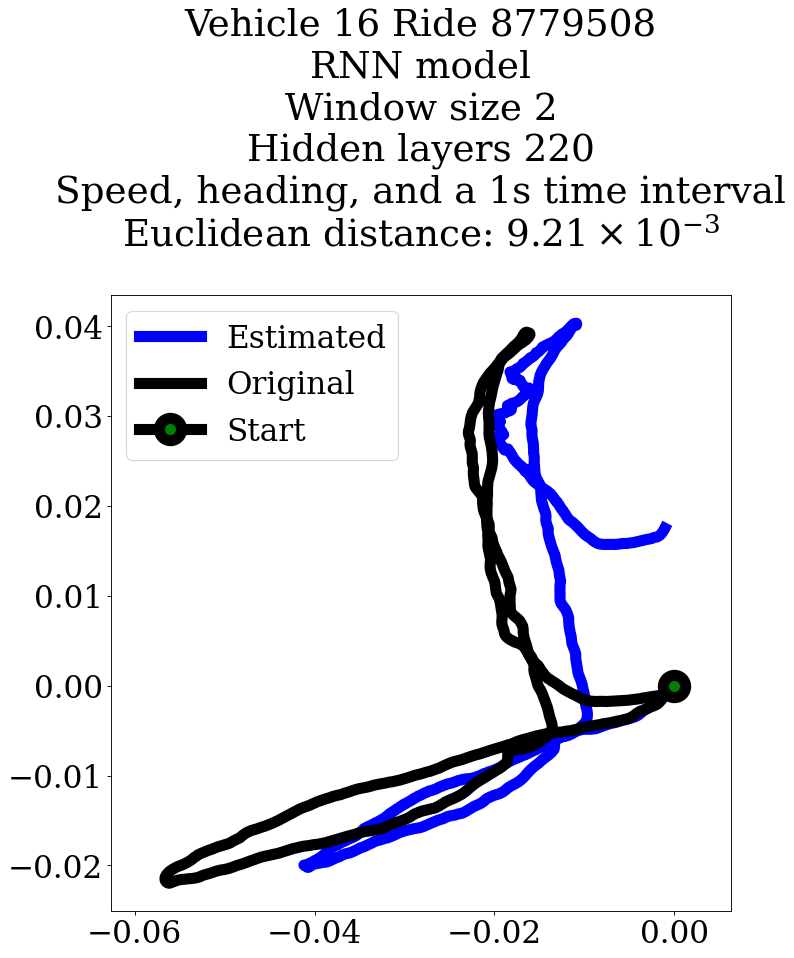 Vehicle 16 Ride 8779508
RNN model
Window size 2
Hidden layers 220
Speed, heading, and a 1s time interval
Euclidean distance: 9.21 × 10⁻³
Estimated
Original
Start
0.04
0.03
0.02
0.01
0.00
−0.01
−0.02
−0.06 −0.04 −0.02 0.00